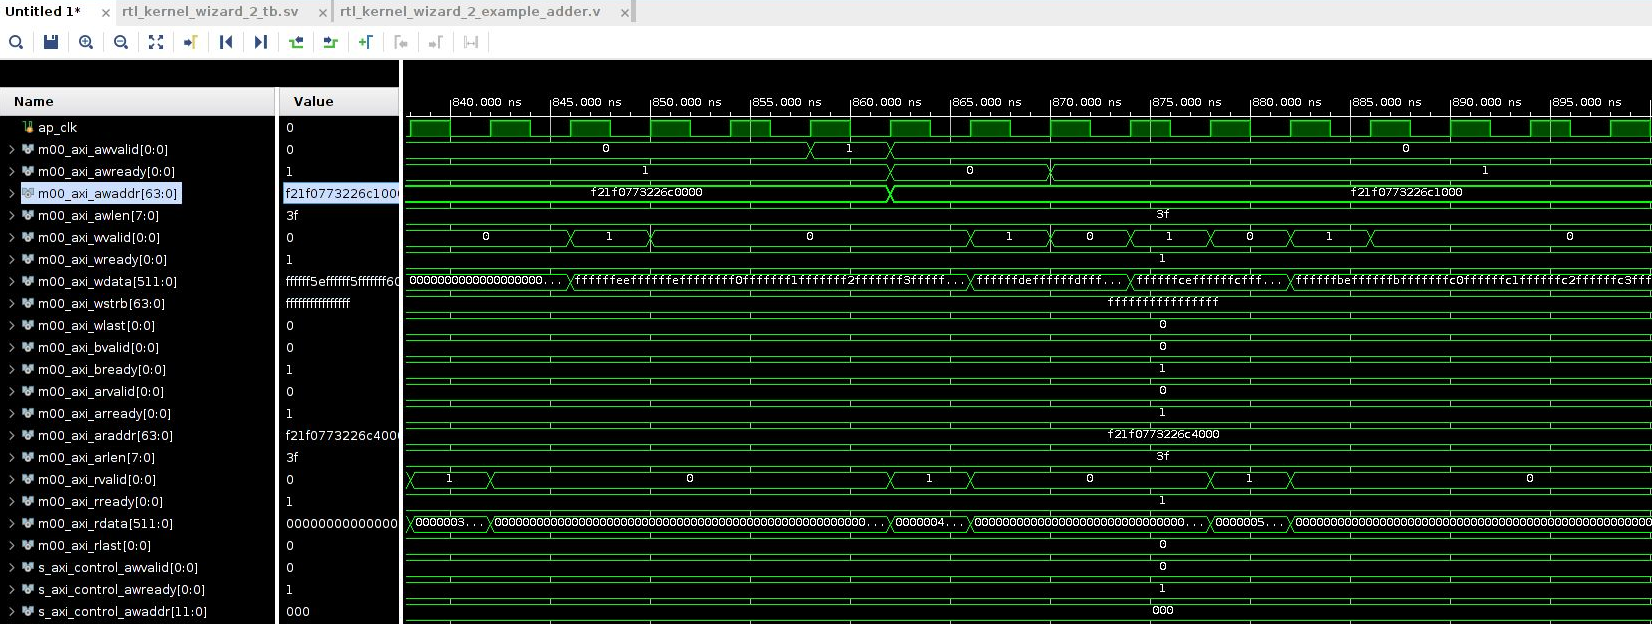 Untitled 1* × rtl_kernel_wizard_2_tb.sv × rtl_kernel_wizard_2_example_adder.v ×
Name Value 840.000 ns 845.000 ns 850.000 ns 855.000 ns 860.000 ns 865.000 ns 870.000 ns 875.000 ns 880.000 ns 885.000 ns 890.000 ns 895.000 ns
ap_clk 0
m00_axi_awvalid[0:0] 0 0 1 0
m00_axi_awready[0:0] 1 1 0 1
m00_axi_awaddr[63:0] f21f0773226c100 f21f0773226c0000 f21f0773226c1000
m00_axi_awlen[7:0] 3f 3f
m00_axi_wvalid[0:0] 0 0 1 0 1 0 1 0 1 0
m00_axi_wready[0:0] 1 1
m00_axi_wdata[511:0] ffffff5effffff5fffffff60 0000000000000000000... ffffffeeffffffeffffffff0fffffff1fffffff2fffffff3fffff... ffffffdeffffffdfff... ffffffceffffffcfff... ffffffbeffffffbfffffffc0ffffffc1ffffffc2ffffffc3fff
m00_axi_wstrb[63:0] ffffffffffffffff ffffffffffffffff
m00_axi_wlast[0:0] 0 0
m00_axi_bvalid[0:0] 0 0
m00_axi_bready[0:0] 1 1
m00_axi_arvalid[0:0] 0 0
m00_axi_arready[0:0] 1 1
m00_axi_araddr[63:0] f21f0773226c400 f21f0773226c4000
m00_axi_arlen[7:0] 3f 3f
m00_axi_rvalid[0:0] 0 1 0 1 0 1 0
m00_axi_rready[0:0] 1 1
m00_axi_rdata[511:0] 00000000000000 0000003... 00000000000000000000000000000000000000000000000000000... 0000004... 000000000000000000000000000000... 0000005... 000000000000000000000000000000000000000000000000000
m00_axi_rlast[0:0] 0 0
s_axi_control_awvalid[0:0] 0 0
s_axi_control_awready[0:0] 1 1
s_axi_control_awaddr[11:0] 000 000